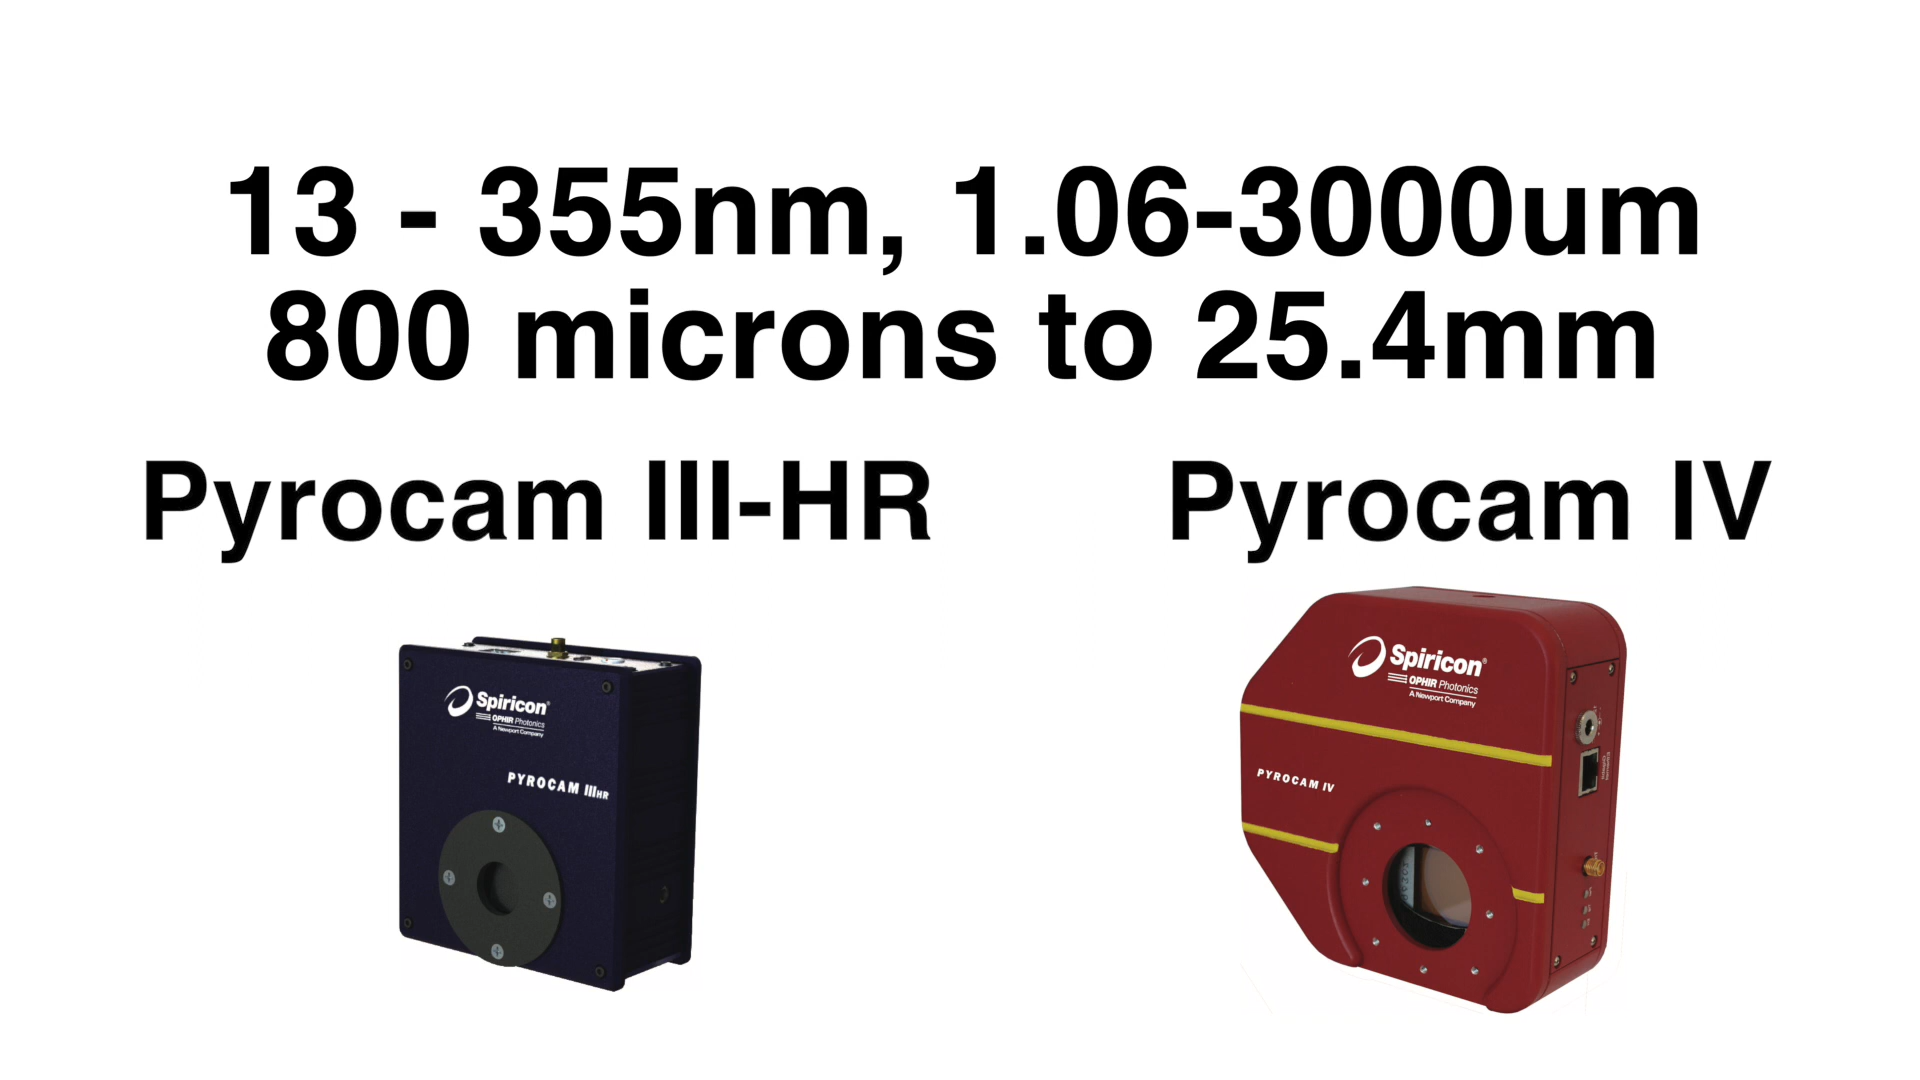 13 - 355nm, 1.06-3000um
800 microns to 25.4mm
Pyrocam III-HR
Pyrocam IV
Spiricon®
OPHIR Photonics
A Newport Company
PYROCAM IIIHR
Spiricon®
OPHIR Photonics
A Newport Company
PYROCAM IV